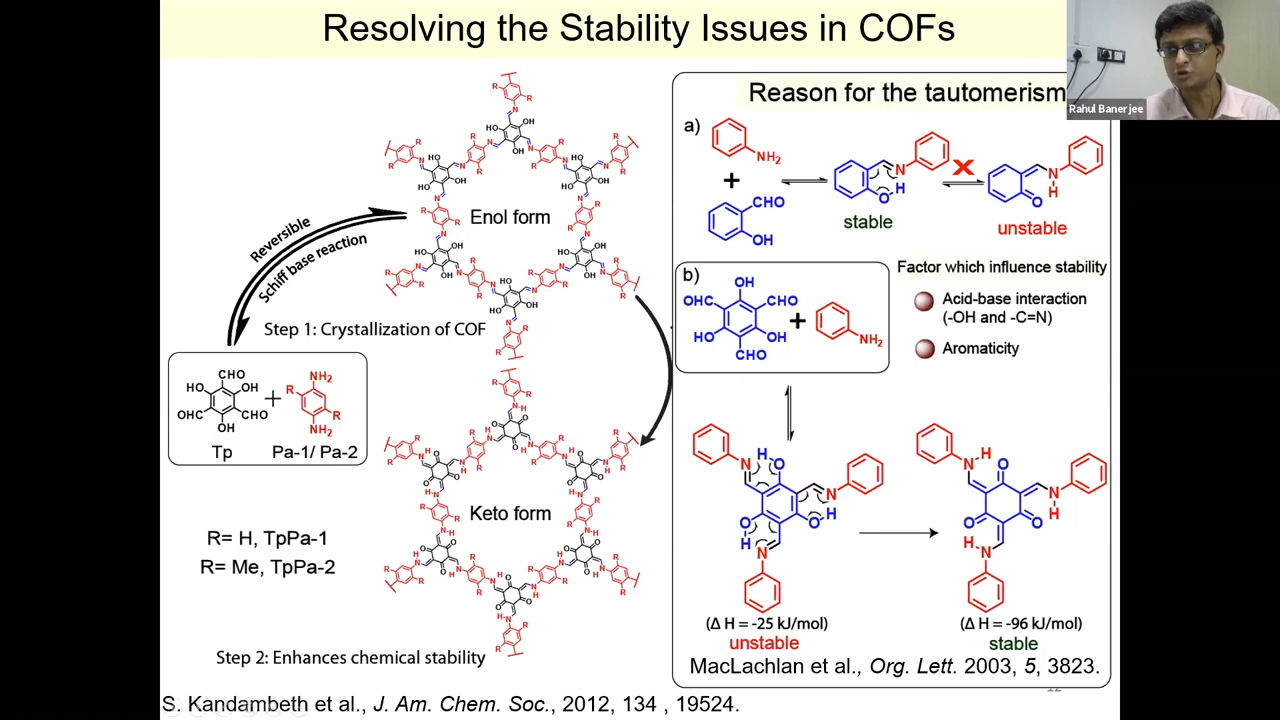 Resolving the Stability Issues in COFs
Rahul Banerjee
Enol form
Reversible
Schiff base reaction
Step 1: Crystallization of COF
CHO
HO
OH
OHC
CHO
OH
Tp
+
NH2
R
R
NH2
Pa-1/ Pa-2
Keto form
R= H, TpPa-1
R= Me, TpPa-2
Step 2: Enhances chemical stability
Reason for the tautomerism
a)
NH2
+
CHO
OH
N
H
O
stable
X
N
H
O
unstable
b)
OH
OHC
CHO
HO
OH
CHO
+
NH2
Factor which influence stability
Acid-base interaction
(-OH and -C=N)
Aromaticity
(Δ H = -25 kJ/mol)
unstable
(Δ H = -96 kJ/mol)
stable
MacLachlan et al., Org. Lett. 2003, 5, 3823.
S. Kandambeth et al., J. Am. Chem. Soc., 2012, 134 , 19524.